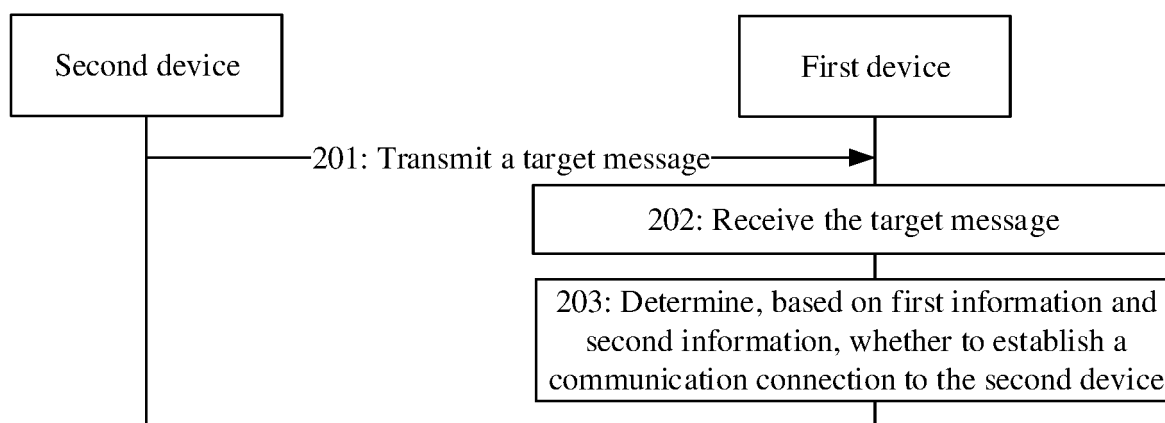 Second device
First device
201: Transmit a target message
202: Receive the target message
203: Determine, based on first information and
second information, whether to establish a
communication connection to the second device